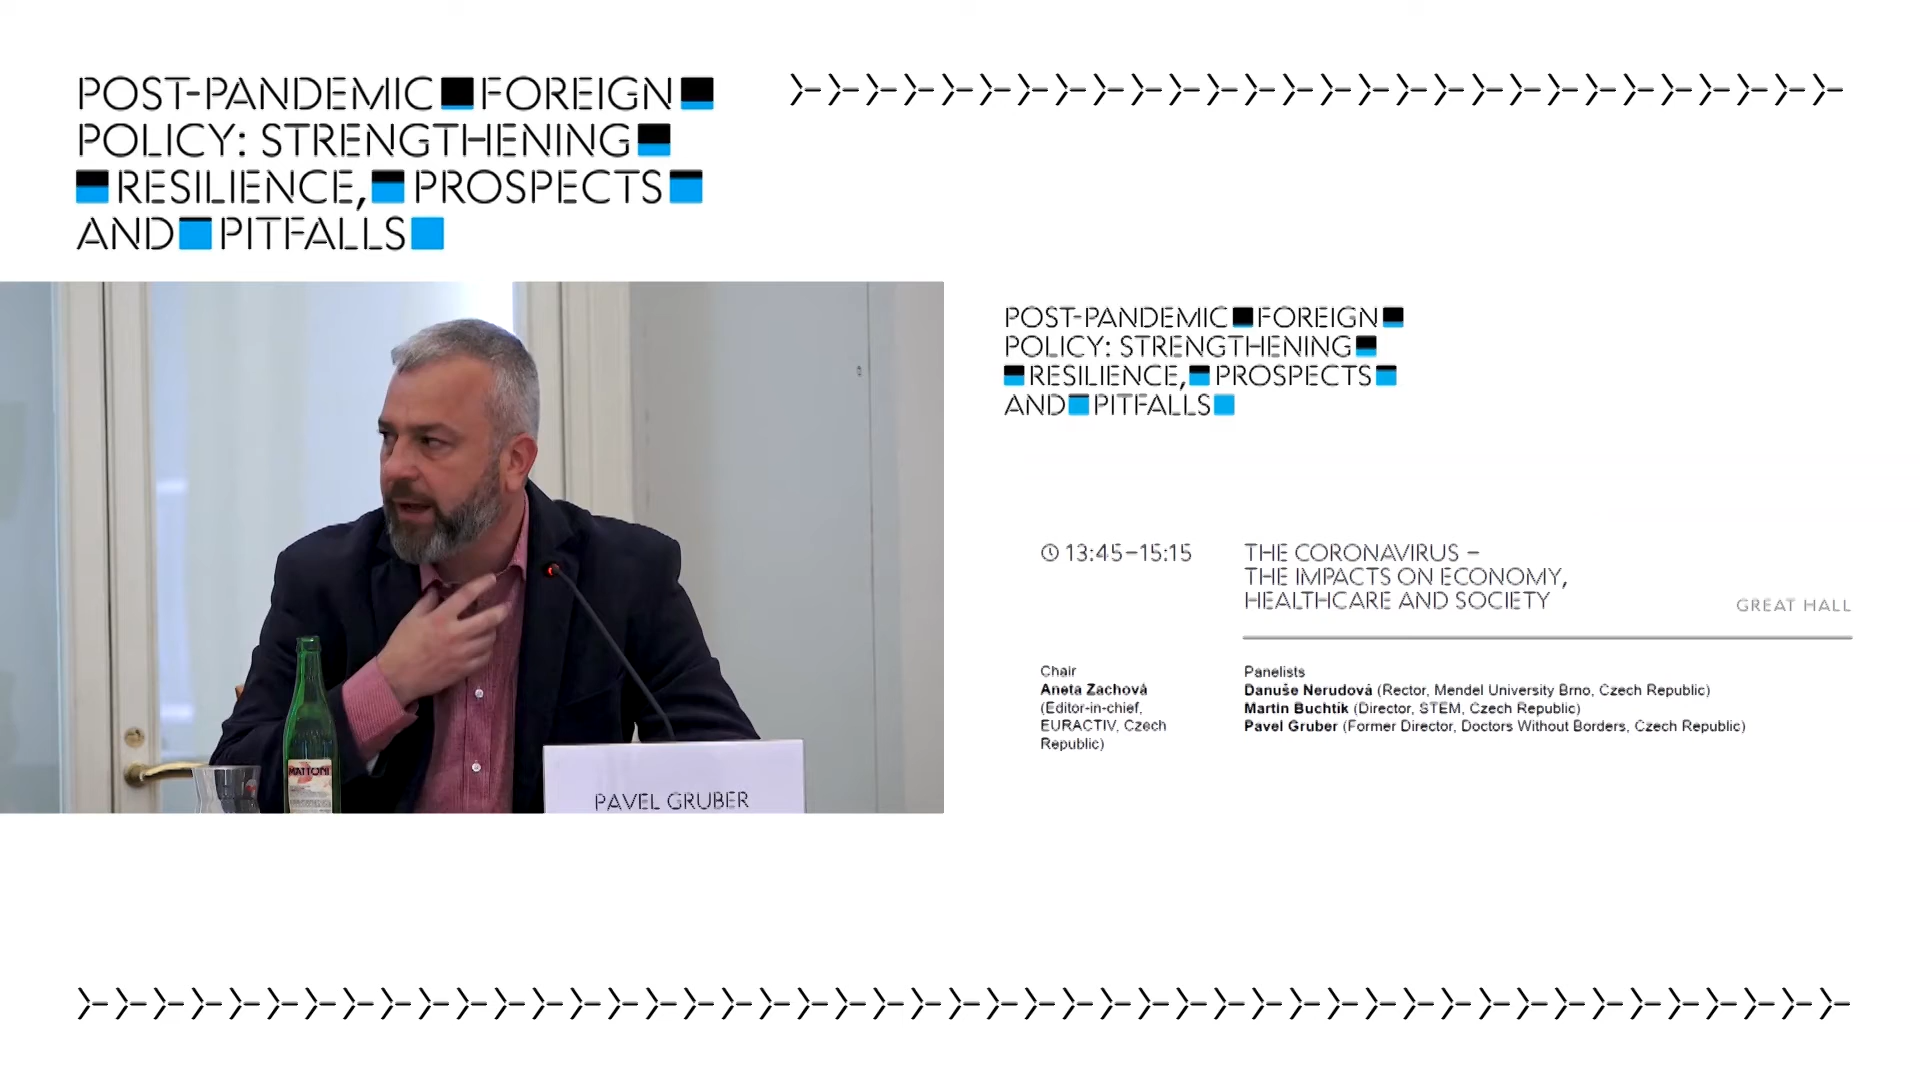 POST-PANDEMIC FOREIGN
POLICY: STRENGTHENING
RESILIENCE, PROSPECTS
AND PITFALLS
MATTONI
PAVEL GRUBER
POST-PANDEMIC FOREIGN
POLICY: STRENGTHENING
RESILIENCE, PROSPECTS
AND PITFALLS
13:45–15:15
THE CORONAVIRUS –
THE IMPACTS ON ECONOMY,
HEALTHCARE AND SOCIETY
GREAT HALL
Chair
Aneta Zachová
(Editor-in-chief,
EURACTIV, Czech
Republic)
Panelists
Danuše Nerudová (Rector, Mendel University Brno, Czech Republic)
Martin Buchtík (Director, STEM, Czech Republic)
Pavel Gruber (Former Director, Doctors Without Borders, Czech Republic)